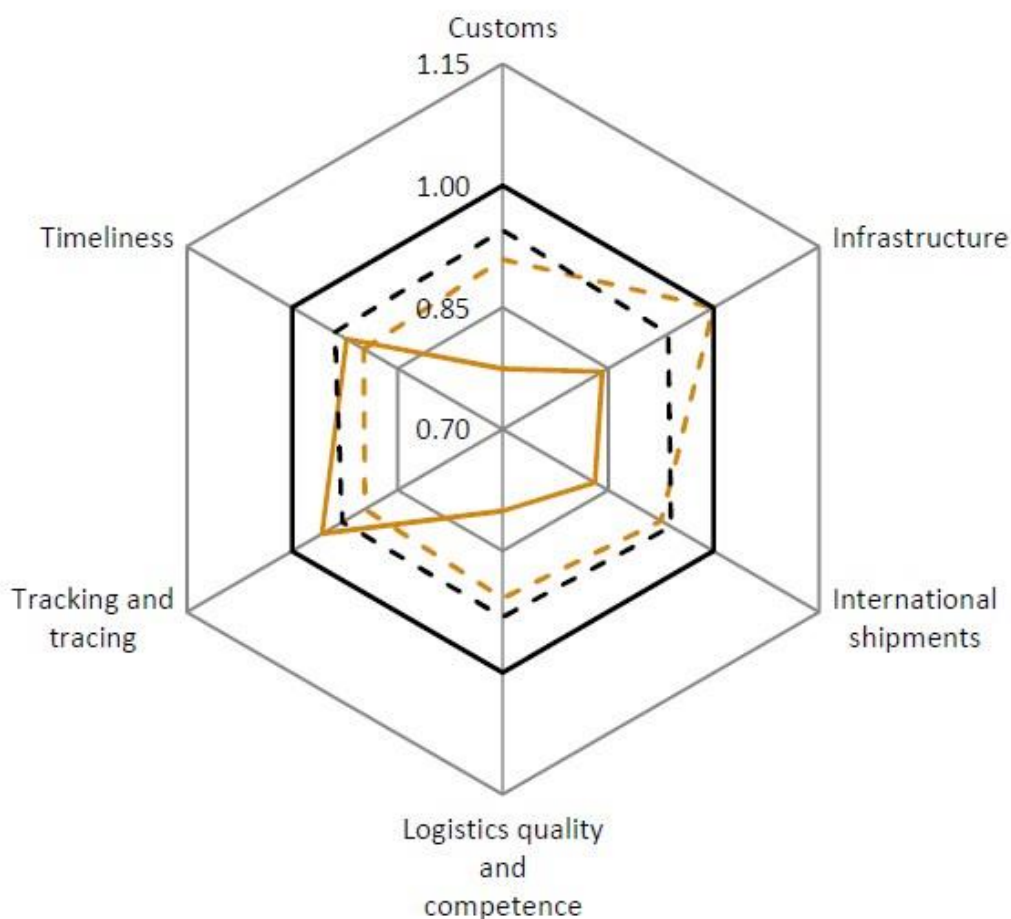 Customs
1.15
1.00
Timeliness
Infrastructure
0.85
0.70
Tracking and
tracing
International
shipments
Logistics quality
and
competence